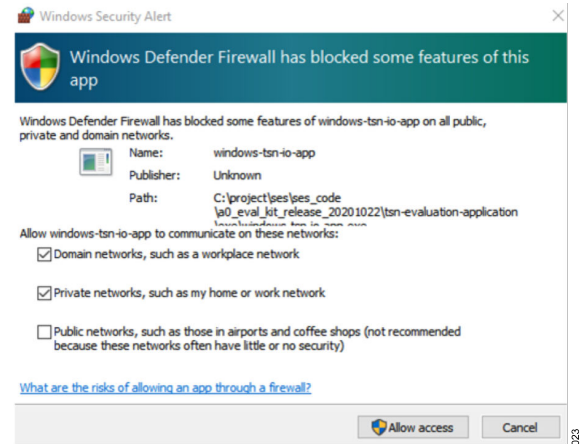 Windows Security Alert
Windows Defender Firewall has blocked some features of this
app
Windows Defender Firewall has blocked some features of windows-tsn-io-app on all public,
private and domain networks.
Name: windows-tsn-io-app
Publisher: Unknown
Path: C:\project\ses\ses_code
\a0_eval_kit_release_20201022\tsn-evaluation-application
Allow windows-tsn-io-app to communicate on these networks:
Domain networks, such as a workplace network
Private networks, such as my home or work network
Public networks, such as those in airports and coffee shops (not recommended
because these networks often have little or no security)
What are the risks of allowing an app through a firewall?
Allow access Cancel
023